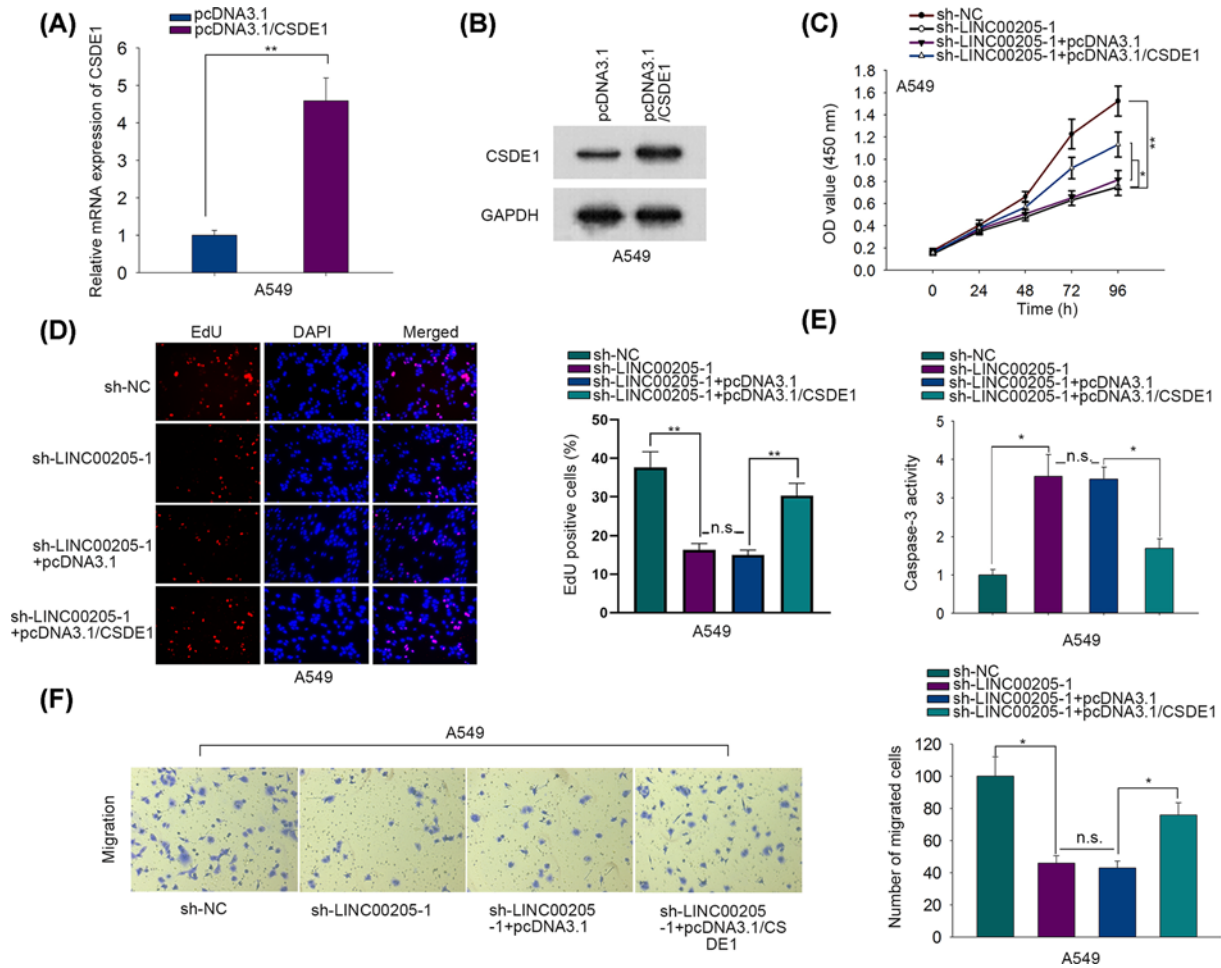 (A)
pcDNA3.1
pcDNA3.1/CSDE1
Relative mRNA expression of CSDE1
6
5
4
3
2
1
0
**
A549
(B)
pcDNA3.1
pcDNA3.1
/CSDE1
CSDE1
GAPDH
A549
(C)
sh-NC
sh-LINC00205-1
sh-LINC00205-1+pcDNA3.1
sh-LINC00205-1+pcDNA3.1/CSDE1
A549
OD value (450 nm)
1.8
1.6
1.4
1.2
1.0
0.8
0.6
0.4
0.2
0.0
**
*
0 24 48 72 96
Time (h)
(D)
EdU DAPI Merged
sh-NC
sh-LINC00205-1
sh-LINC00205-1
+pcDNA3.1
sh-LINC00205-1
+pcDNA3.1/CSDE1
A549
sh-NC
sh-LINC00205-1
sh-LINC00205-1+pcDNA3.1
sh-LINC00205-1+pcDNA3.1/CSDE1
EdU positive cells (%)
50
40
30
20
10
0
**
n.s.
**
A549
(E)
sh-NC
sh-LINC00205-1
sh-LINC00205-1+pcDNA3.1
sh-LINC00205-1+pcDNA3.1/CSDE1
Caspase-3 activity
5
4
3
2
1
0
*
n.s.
*
A549
(F)
A549
Migration
sh-NC
sh-LINC00205-1
sh-LINC00205
-1+pcDNA3.1
sh-LINC00205
-1+pcDNA3.1/CS
DE1
sh-NC
sh-LINC00205-1
sh-LINC00205-1+pcDNA3.1
sh-LINC00205-1+pcDNA3.1/CSDE1
Number of migrated cells
120
100
80
60
40
20
0
*
n.s.
*
A549